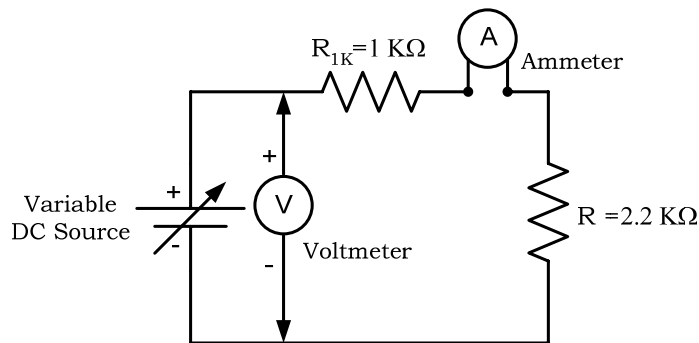 R1K=1 KΩ
A
Ammeter
+
+
Variable
DC Source
V
R =2.2 KΩ
-
-
Voltmeter